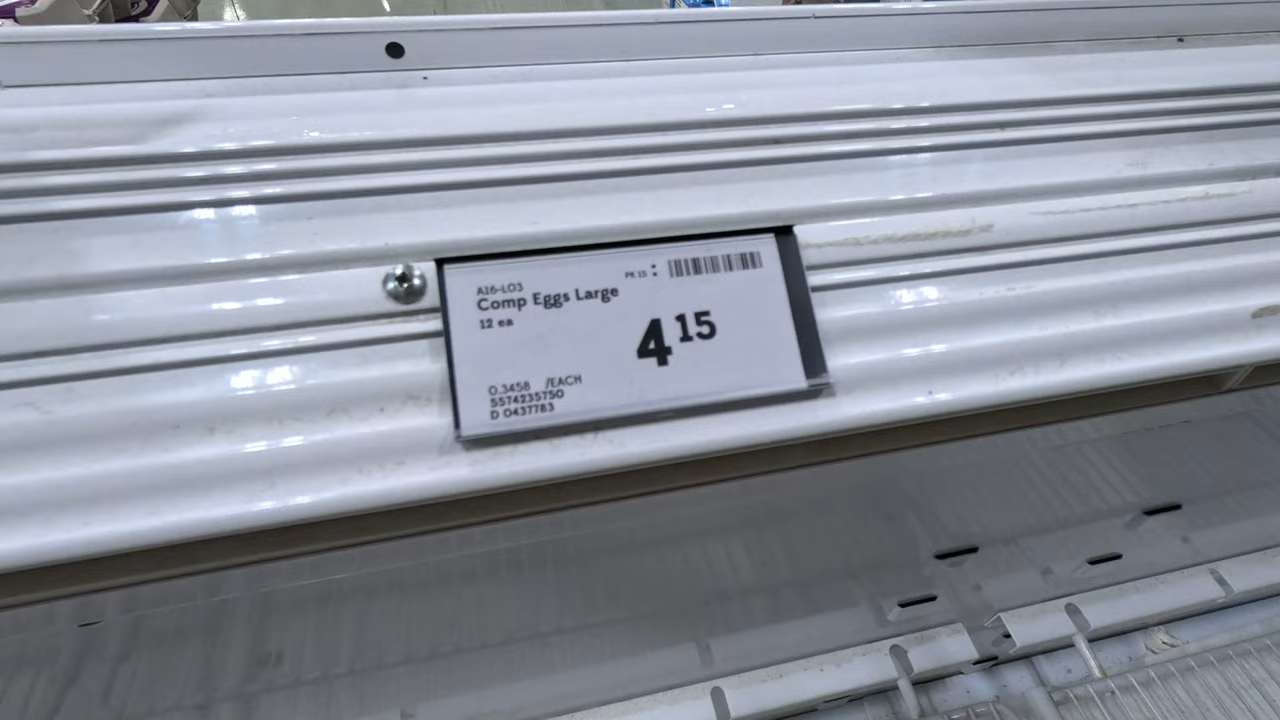 A16-L03
PK 15
Comp Eggs Large
12 ea
4 15
0.3458 /EACH
5574235750
D 0437783